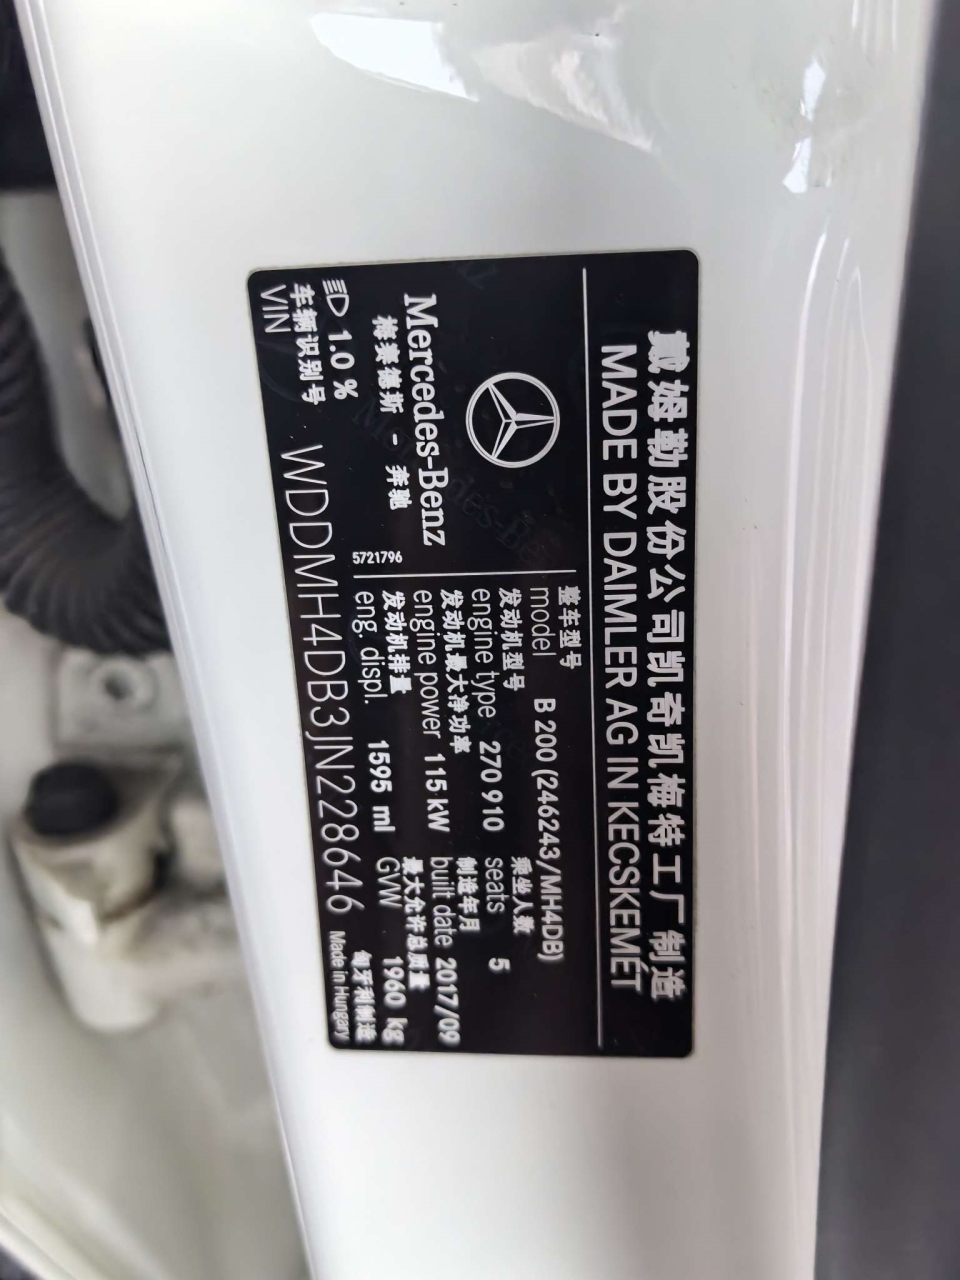 戴姆勒股份公司凯奇凯梅特工厂制造
MADE BY DAIMLER AG IN KECSKEMÉT
Mercedes-Benz
梅赛德斯 - 奔驰
5721796
整车型号
model B 200 (246243/MH4DB)
发动机型号
engine type 270 910
乘坐人数
seats 5
发动机最大净功率
engine power 115 kW
制造年月
built date 2017/09
发动机排量
eng. displ. 1595 ml
最大允许总质量
GVW 1960 kg
1.0 %
车辆识别号
VIN WDDMH4DB3JN228646
匈牙利制造
Made in Hungary